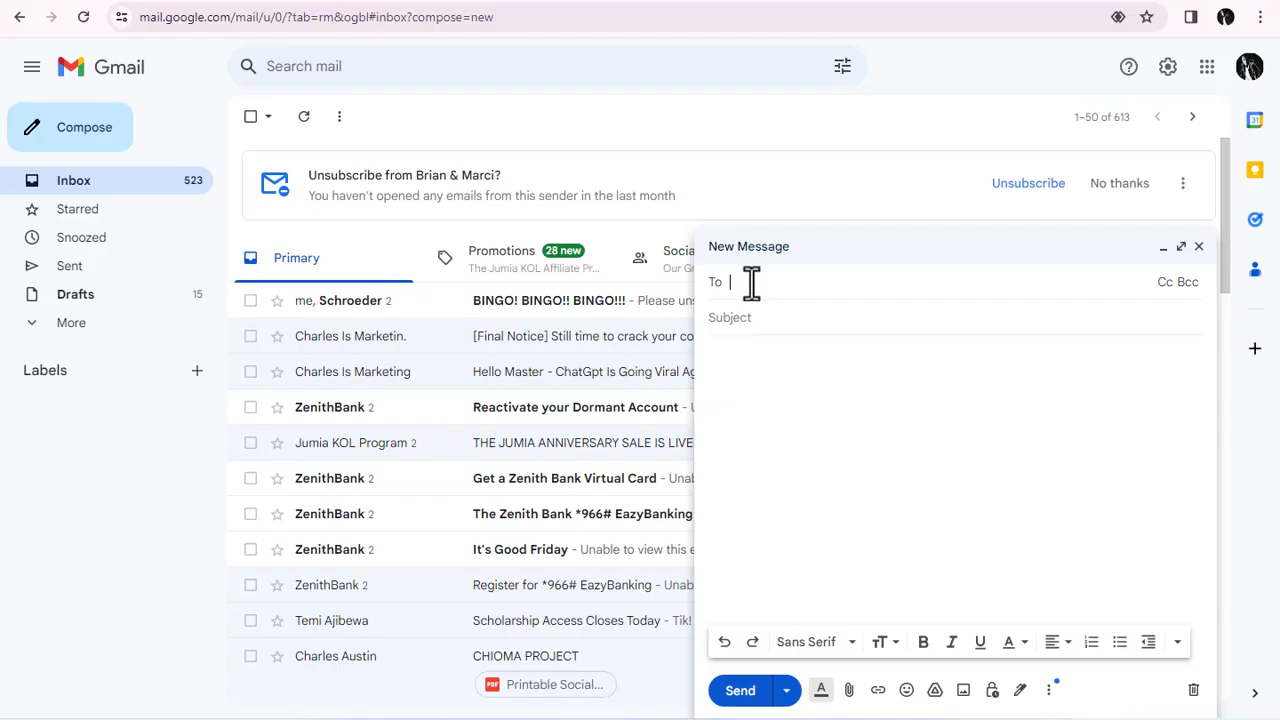 mail.google.com/mail/u/0/?tab=rm&ogbl#inbox?compose=new
Gmail
Search mail
Compose
1–50 of 613
Unsubscribe from Brian & Marci?
You haven't opened any emails from this sender in the last month
Unsubscribe
No thanks
Inbox 523
Starred
Snoozed
Sent
Drafts 15
More
Labels
Primary
Promotions 28 new
The Jumia KOL Affiliate Pr...
Socia
Our Gr
me, Schroeder 2 BINGO! BINGO!! BINGO!!! - Please uns
Charles Is Marketin. [Final Notice] Still time to crack your co
Charles Is Marketing Hello Master - ChatGpt Is Going Viral Ag
ZenithBank 2 Reactivate your Dormant Account - U
Jumia KOL Program 2 THE JUMIA ANNIVERSARY SALE IS LIVE
ZenithBank 2 Get a Zenith Bank Virtual Card - Unab
ZenithBank 2 The Zenith Bank *966# EazyBanking
ZenithBank 2 It's Good Friday - Unable to view this e
ZenithBank 2 Register for *966# EazyBanking - Unab
Temi Ajibewa Scholarship Access Closes Today - Tik!
Charles Austin CHIOMA PROJECT
PDF Printable Social...
New Message
To
Cc Bcc
Subject
Sans Serif
Send
31